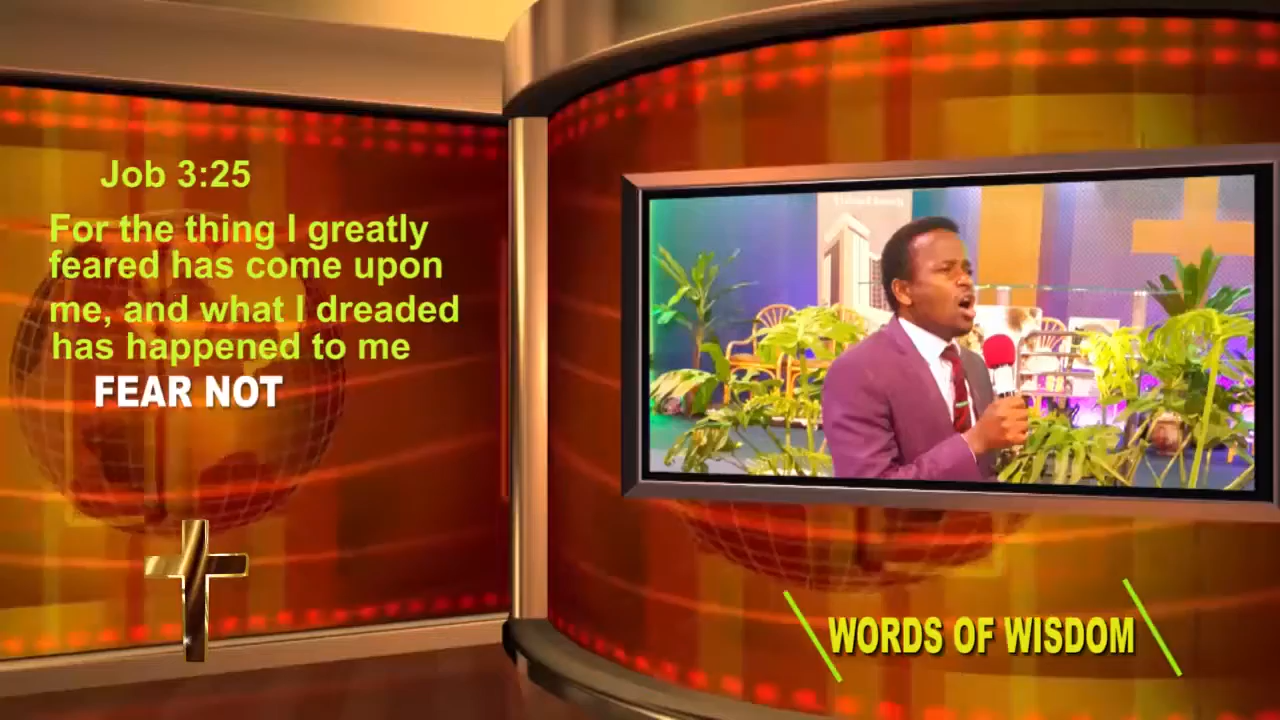 Job 3:25
For the thing I greatly
feared has come upon
me, and what I dreaded
has happened to me
FEAR NOT
WORDS OF WISDOM